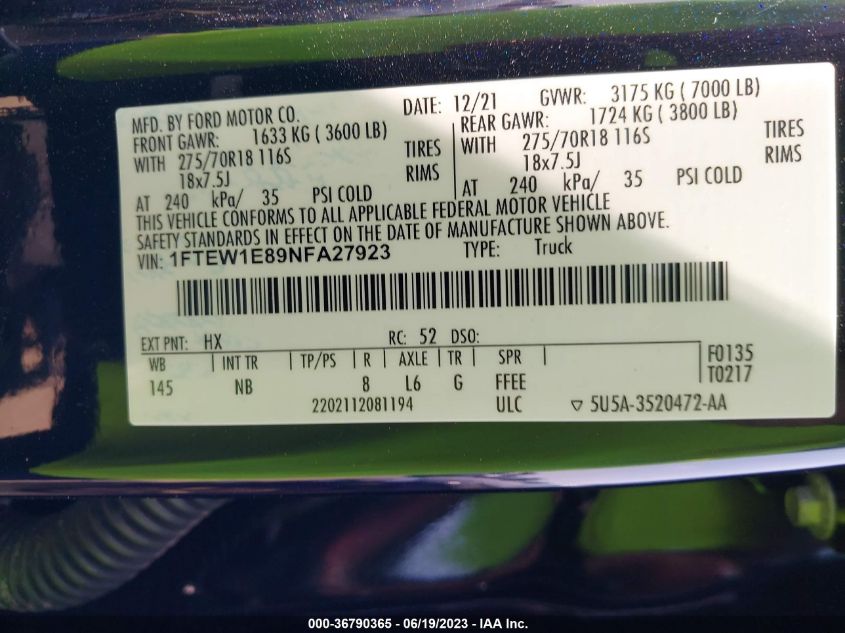 MFD. BY FORD MOTOR CO. DATE: 12/21 GVWR: 3175 KG ( 7000 LB)
FRONT GAWR: 1633 KG ( 3600 LB) REAR GAWR: 1724 KG ( 3800 LB)
WITH 275/70R18 116S TIRES WITH 275/70R18 116S TIRES
18x7.5J RIMS 18x7.5J RIMS
AT 240 kPa/ 35 PSI COLD AT 240 kPa/ 35 PSI COLD
THIS VEHICLE CONFORMS TO ALL APPLICABLE FEDERAL MOTOR VEHICLE
SAFETY STANDARDS IN EFFECT ON THE DATE OF MANUFACTURE SHOWN ABOVE.
VIN: 1FTEW1E89NFA27923 TYPE: Truck
EXT PNT: HX RC: 52 DSO:
WB INT TR TP/PS R AXLE TR SPR F0135
145 NB 8 L6 G FFEE T0217
2202112081194 ULC ▽ 5U5A-3520472-AA
000-36790365 - 06/19/2023 - IAA Inc.